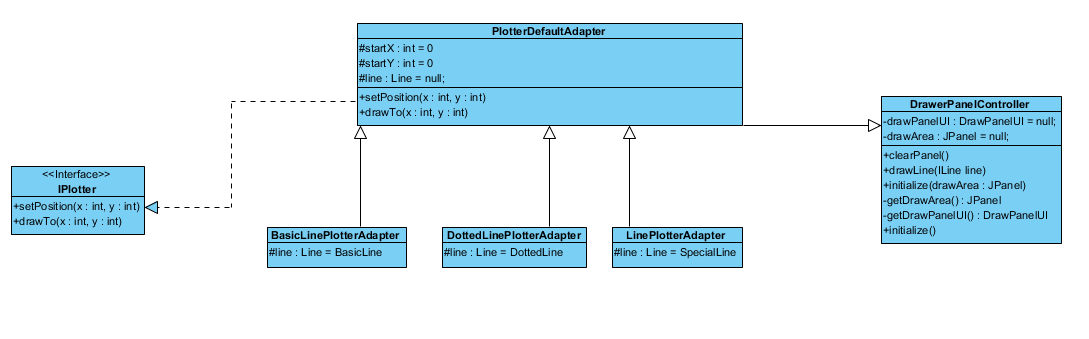 PlotterDefaultAdapter
#startX : int = 0
#startY : int = 0
#line : Line = null;
+setPosition(x : int, y : int)
+drawTo(x : int, y : int)
DrawerPanelController
-drawPanelUI : DrawPanelUI = null;
-drawArea : JPanel = null;
+clearPanel()
+drawLine(ILine line)
+initialize(drawArea : JPanel)
-getDrawArea() : JPanel
-getDrawPanelUI() : DrawPanelUI
+initialize()
<<Interface>>
IPlotter
+setPosition(x : int, y : int)
+drawTo(x : int, y : int)
BasicLinePlotterAdapter
#line : Line = BasicLine
DottedLinePlotterAdapter
#line : Line = DottedLine
LinePlotterAdapter
#line : Line = SpecialLine